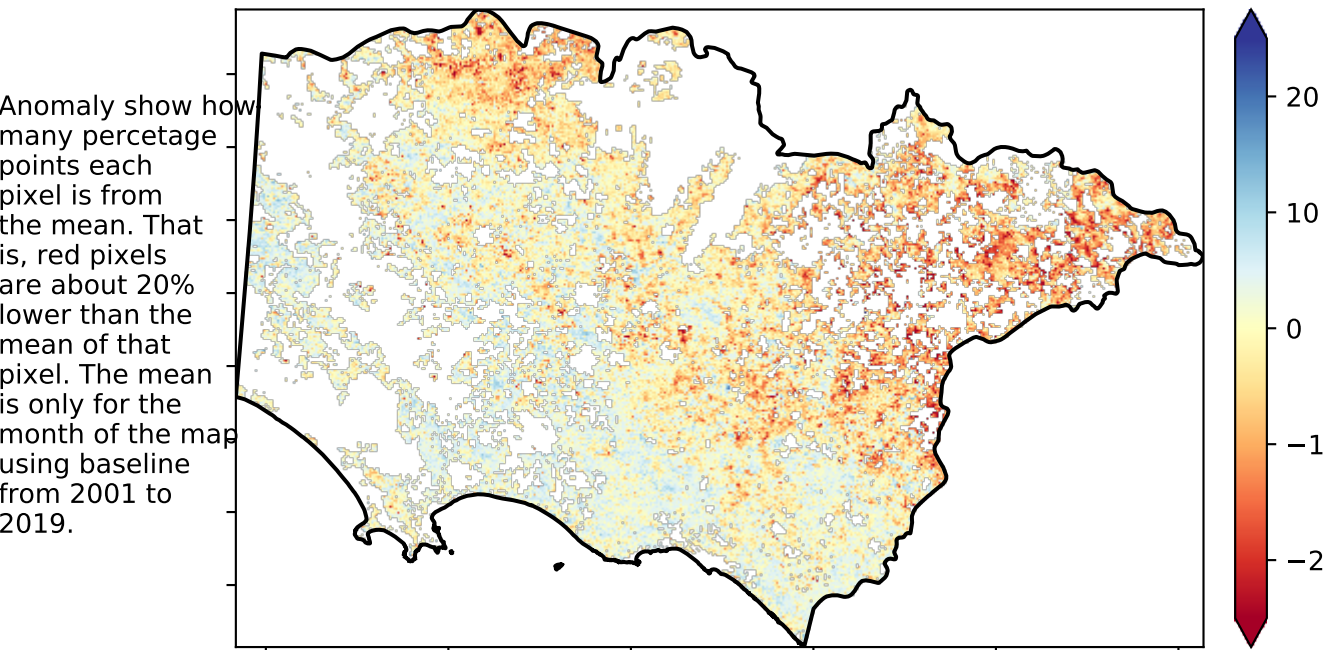 Anomaly show how
many percetage
points each
pixel is from
the mean. That
is, red pixels
are about 20%
lower than the
mean of that
pixel. The mean
is only for the
month of the map
using baseline
from 2001 to
2019.
20
10
0
−1
−2